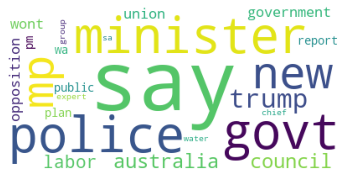 union
government
wont
minister
group
pm
wa
sa
report
opposition
mp
say
new
public
expert
trump
plan
police
govt
chief
water
labor
australia
council